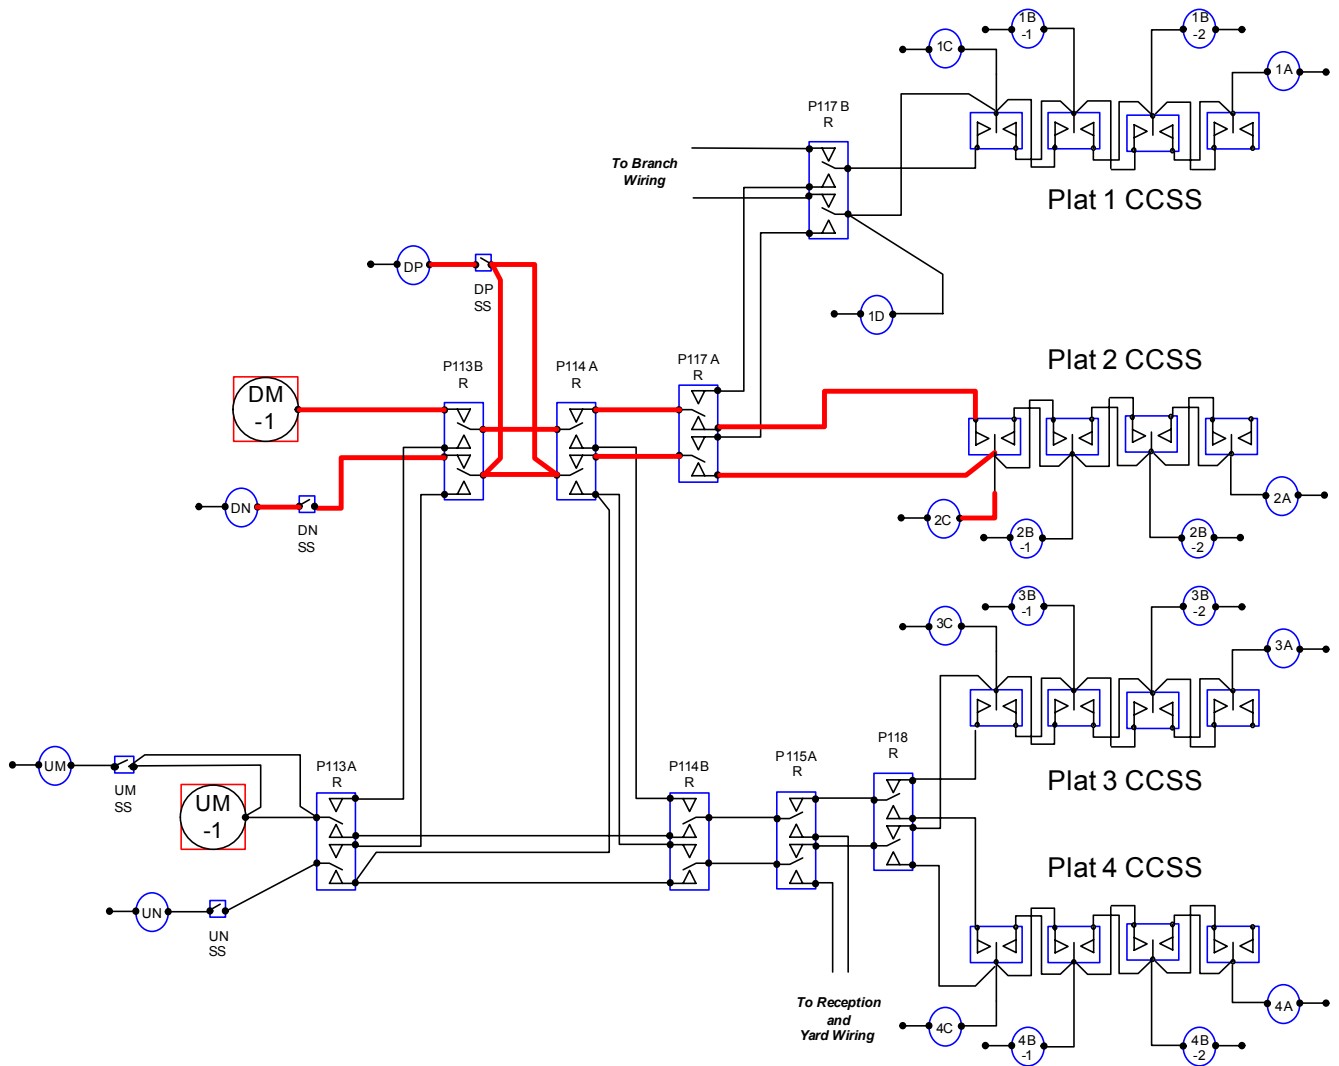 1B
-1
1B
-2
1C
1A
P117 B
R
To Branch
Wiring
Plat 1 CCSS
DP
DP
SS
1D
P113B
R
P114 A
R
P117 A
R
Plat 2 CCSS
DM
-1
DN
DN
SS
2C
2A
2B
-1
2B
-2
3B
-1
3B
-2
3C
3A
UM
UM
SS
UM
-1
P113A
R
P114B
R
P115A
R
P118
R
Plat 3 CCSS
Plat 4 CCSS
UN
UN
SS
To Reception
and
Yard Wiring
4C
4A
4B
-1
4B
-2